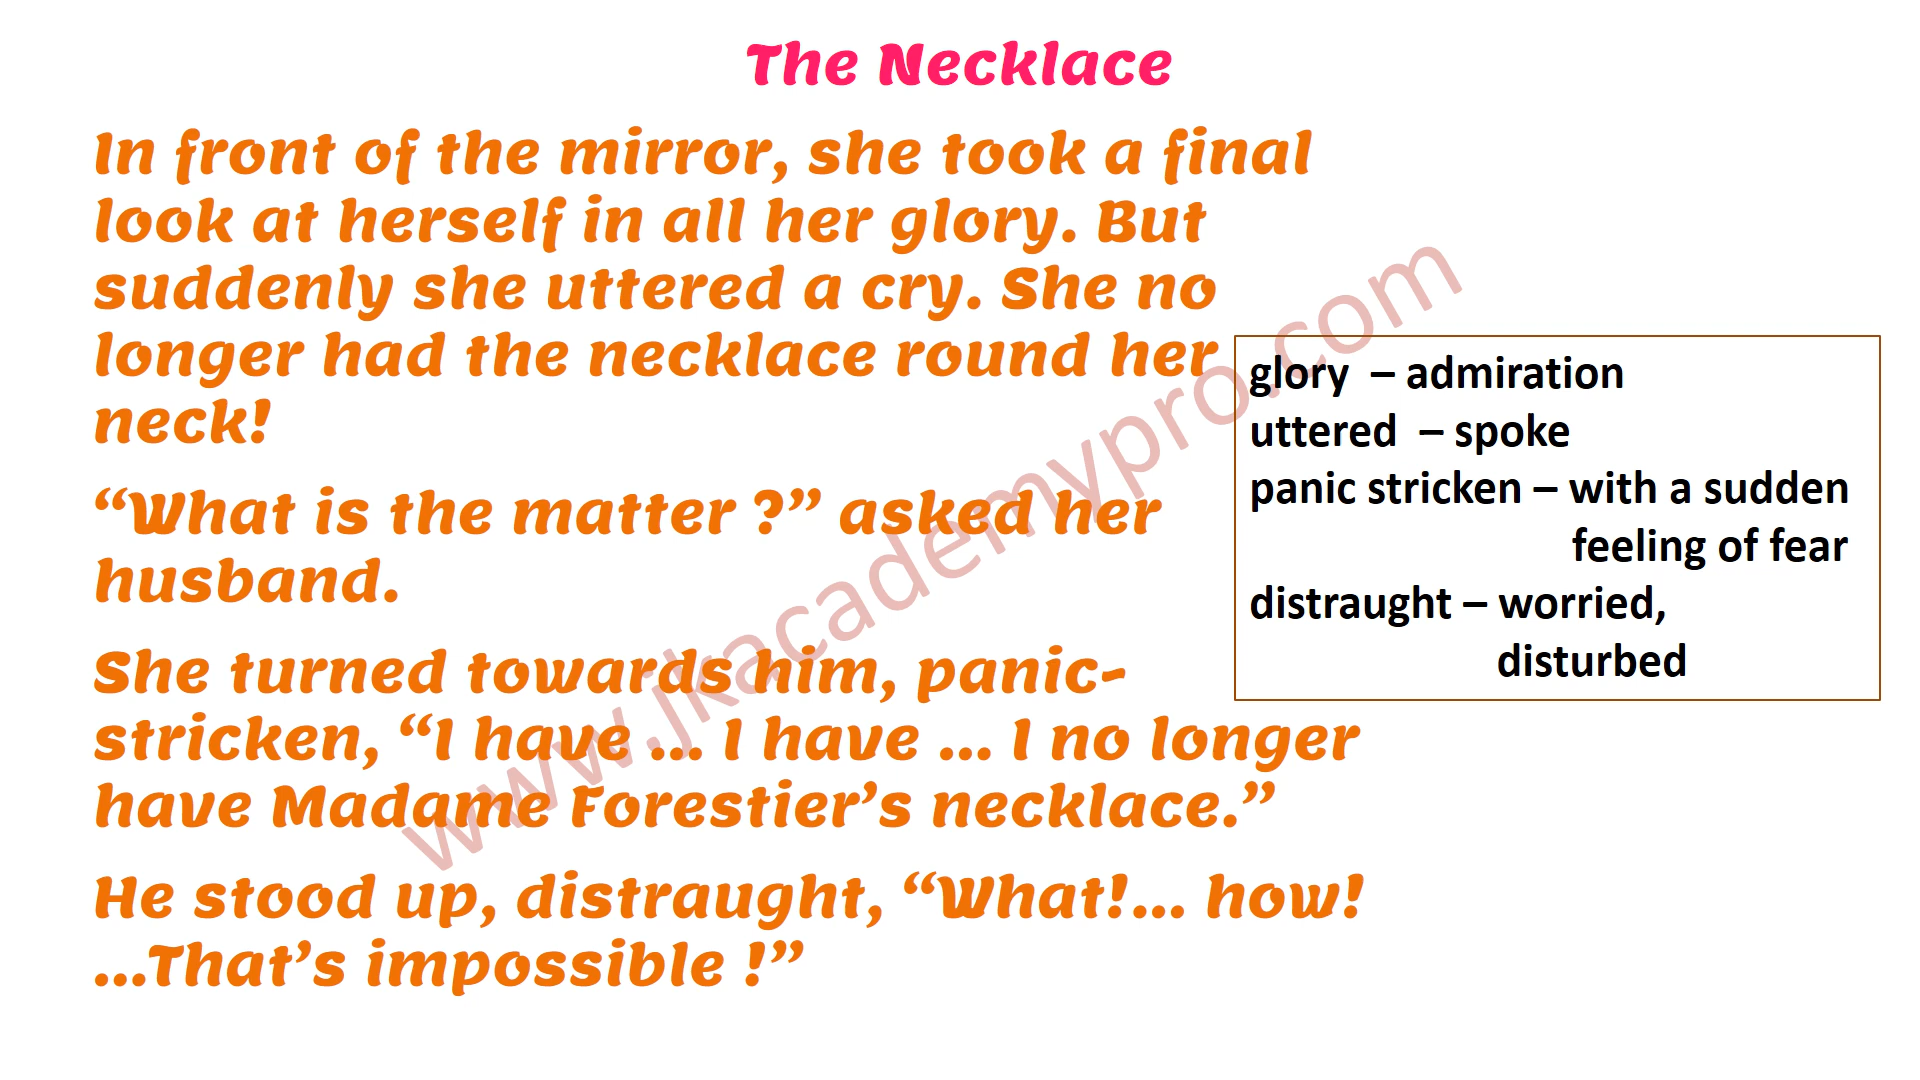 The Necklace
In front of the mirror, she took a final
look at herself in all her glory. But
suddenly she uttered a cry. She no
longer had the necklace round her
neck!
“What is the matter ?” asked her
husband.
She turned towards him, panic-
stricken, “I have ... I have ... I no longer
have Madame Forestier’s necklace.”
He stood up, distraught, “What!... how!
...That’s impossible !”
glory – admiration
uttered – spoke
panic stricken – with a sudden
feeling of fear
distraught – worried,
disturbed
www.jkacademypro.com